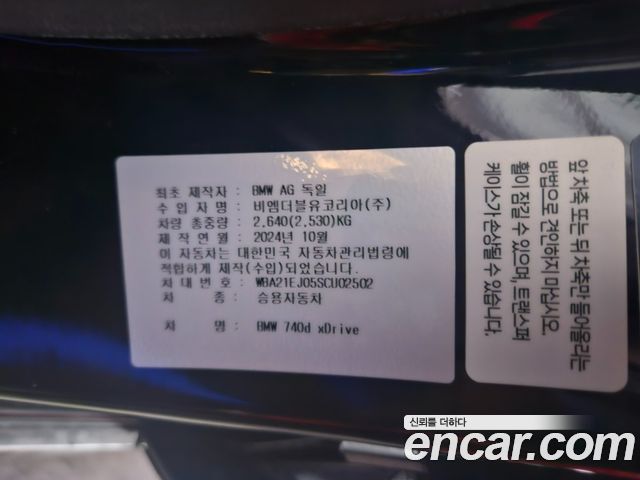 최초 제작자 : BMW AG 독일
수 입 자 명 : 비엠더블유코리아(주)
차량 총중량 : 2,640(2,530)KG
제 작 연 월 : 2024년 10월
이 자동차는 대한민국 자동차관리법령에
적합하게 제작(수입)되었습니다.
차 대 번 호 : WBA21EJ05SCU02502
차 종 : 승용자동차
차 명 : BMW 740d xDrive
앞 차축 또는 뒤 차축만 들어올리는
방법으로 견인하지 마십시오.
휠이 잠길 수 있으며, 트랜스퍼
케이스가 손상될 수 있습니다.
신뢰를 더하다
encar.com